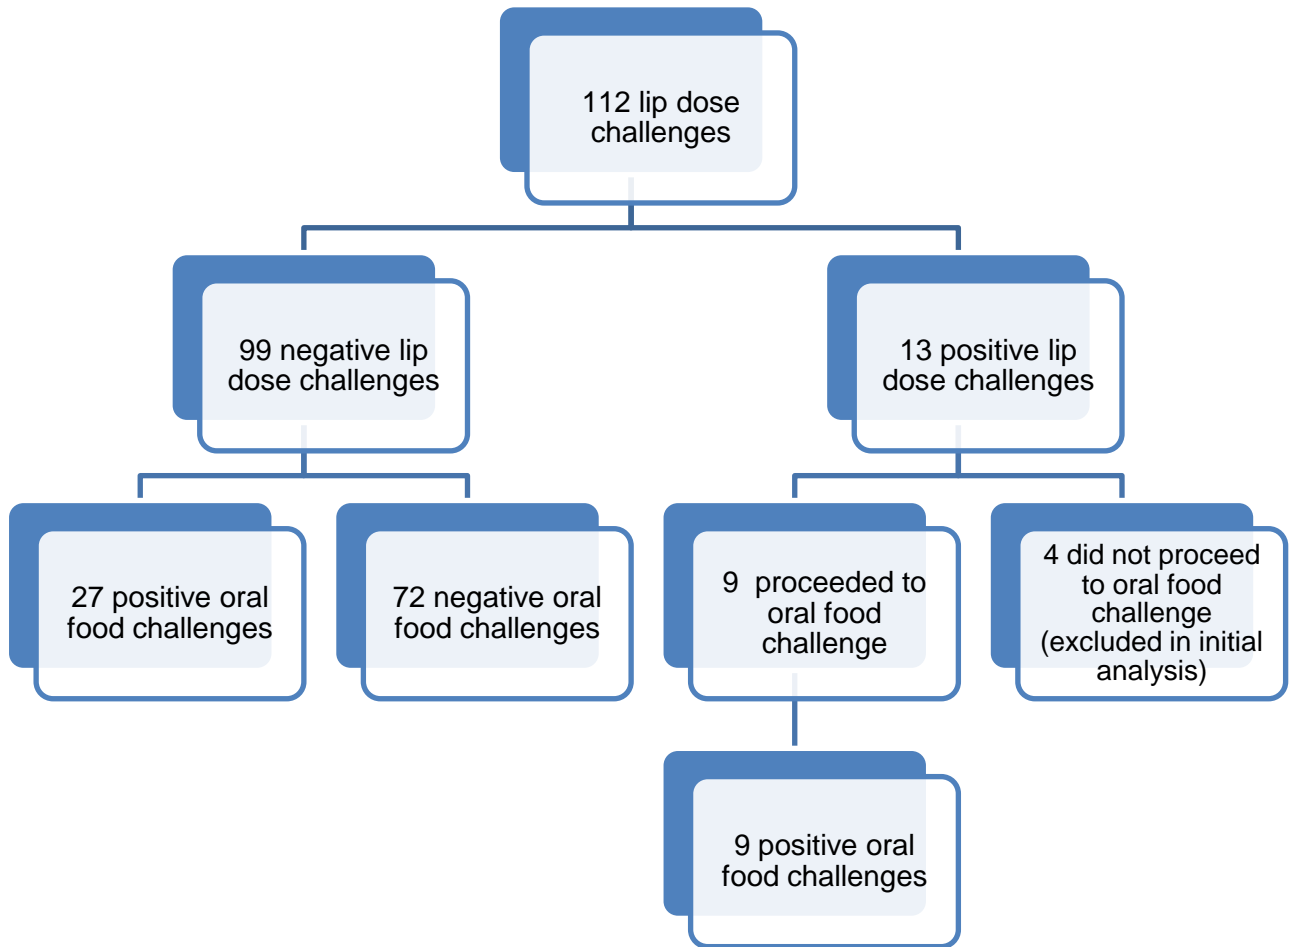 112 lip dose
challenges
99 negative lip
dose challenges
13 positive lip
dose challenges
27 positive oral
food challenges
72 negative oral
food challenges
9  proceeded to
oral food
challenge
4 did not proceed
to oral food
challenge
(excluded in initial
analysis)
9 positive oral
food challenges